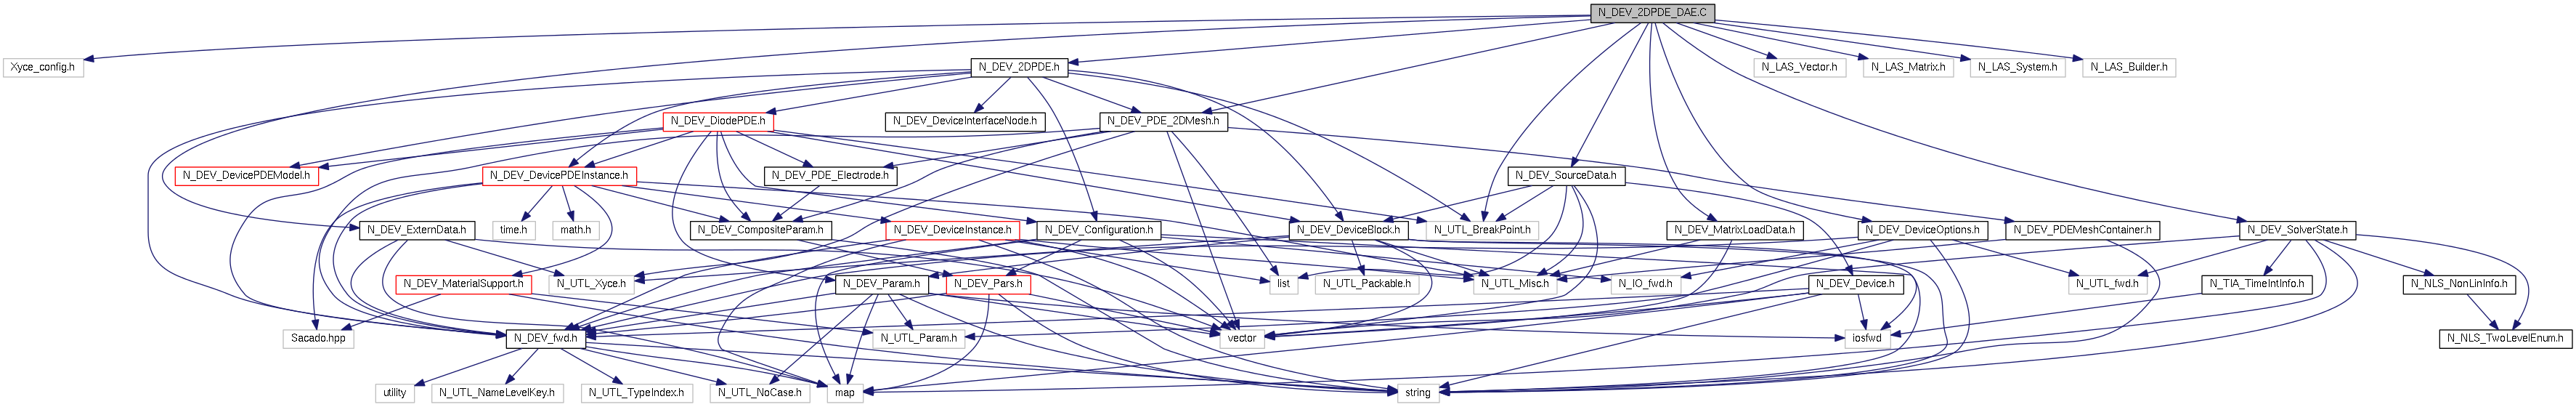 N_DEV_2DPDE_DAE.C
Xyce_config.h
N_DEV_2DPDE.h
N_LAS_Vector.h
N_LAS_Matrix.h
N_LAS_System.h
N_LAS_Builder.h
N_DEV_DiodePDE.h
N_DEV_DeviceInterfaceNode.h
N_DEV_PDE_2DMesh.h
N_DEV_DevicePDEModel.h
N_DEV_DevicePDEInstance.h
N_DEV_PDE_Electrode.h
N_DEV_SourceData.h
N_DEV_ExternData.h
time.h
math.h
N_DEV_CompositeParam.h
N_DEV_DeviceInstance.h
N_DEV_Configuration.h
N_DEV_DeviceBlock.h
N_UTL_BreakPoint.h
N_DEV_MatrixLoadData.h
N_DEV_DeviceOptions.h
N_DEV_PDEMeshContainer.h
N_DEV_SolverState.h
N_DEV_MaterialSupport.h
N_UTL_Xyce.h
N_DEV_Param.h
N_DEV_Pars.h
list
N_UTL_Packable.h
N_UTL_Misc.h
N_IO_fwd.h
N_DEV_Device.h
N_UTL_fwd.h
N_TIA_TimeIntInfo.h
N_NLS_NonLinInfo.h
Sacado.hpp
N_DEV_fwd.h
N_UTL_Param.h
vector
iosfwd
N_NLS_TwoLevelEnum.h
utility
N_UTL_NameLevelKey.h
N_UTL_TypeIndex.h
N_UTL_NoCase.h
map
string